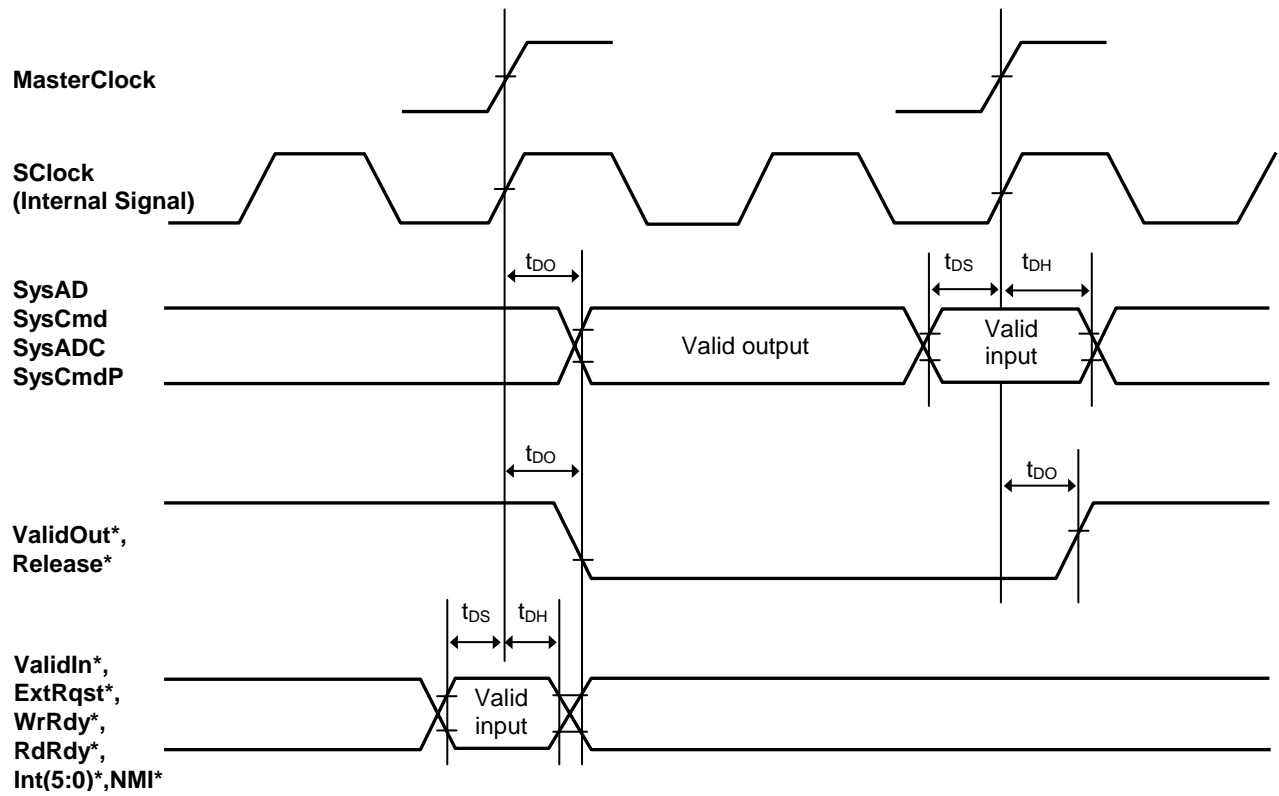 MasterClock
SClock
(Internal Signal)
tDO
tDS
tDH
SysAD
SysCmd
SysADC
SysCmdP
Valid output
Valid
input
tDO
tDO
ValidOut*,
Release*
tDS
tDH
ValidIn*,
ExtRqst*,
WrRdy*,
RdRdy*,
Int(5:0)*,NMI*
Valid
input